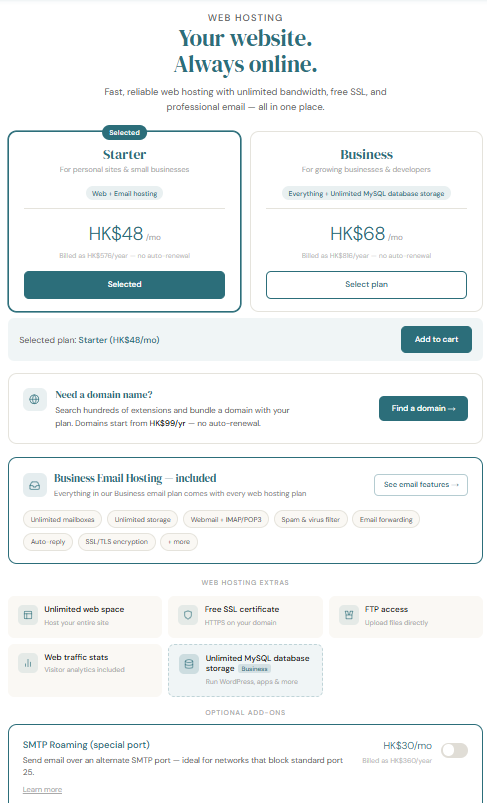 WEB HOSTING
Your website.
Always online.
Fast, reliable web hosting with unlimited bandwidth, free SSL, and
professional email — all in one place.
Selected
Starter
For personal sites & small businesses
Web + Email hosting
HK$48 /mo
Billed as HK$576/year — no auto-renewal
Selected
Business
For growing businesses & developers
Everything + Unlimited MySQL database storage
HK$68 /mo
Billed as HK$816/year — no auto-renewal
Select plan
Selected plan: Starter (HK$48/mo)
Add to cart
Need a domain name?
Search hundreds of extensions and bundle a domain with your
plan. Domains start from HK$99/yr — no auto-renewal.
Find a domain →
Business Email Hosting — included
Everything in our Business email plan comes with every web hosting plan
See email features →
Unlimited mailboxes
Unlimited storage
Webmail + IMAP/POP3
Spam & virus filter
Email forwarding
Auto-reply
SSL/TLS encryption
+ more
WEB HOSTING EXTRAS
Unlimited web space
Host your entire site
Free SSL certificate
HTTPS on your domain
FTP access
Upload files directly
Web traffic stats
Visitor analytics included
Unlimited MySQL database
storage Business
Run WordPress, apps & more
OPTIONAL ADD-ONS
SMTP Roaming (special port)
Send email over an alternate SMTP port — ideal for networks that block standard port
25.
Learn more
HK$30/mo
Billed as HK$360/year